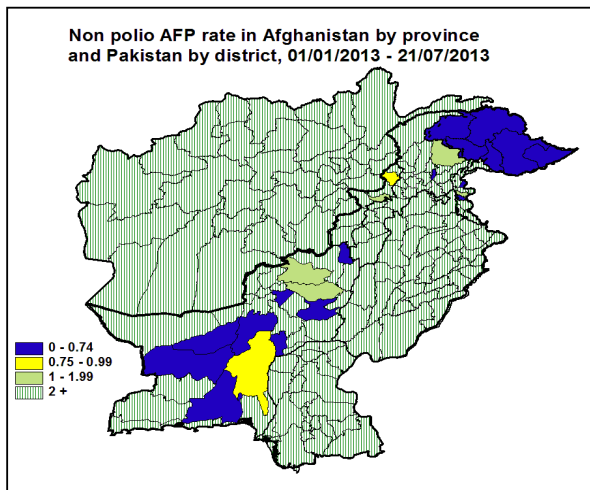 Non polio AFP rate in Afghanistan by province
and Pakistan by district, 01/01/2013 - 21/07/2013
0 - 0.74
0.75 - 0.99
1 - 1.99
2 +